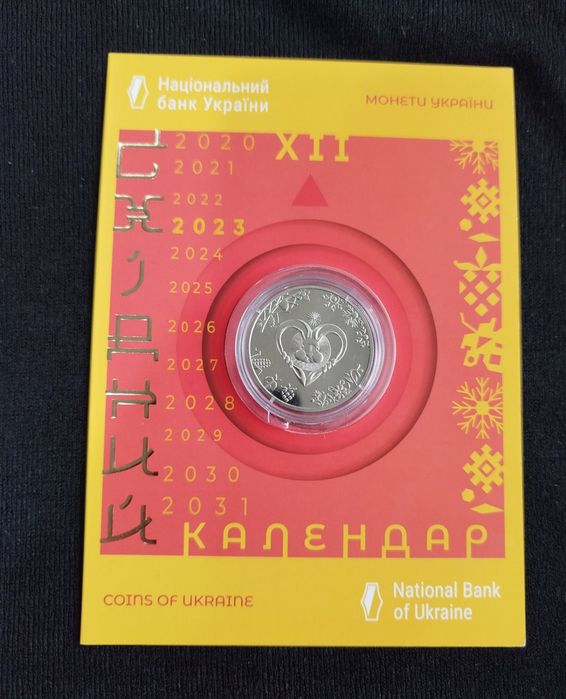 Національний
банк України
МОНЕТИ УКРАЇНИ
СХІДНИЙ
2020
2021
2022
2023
2024
2025
2026
2027
2028
2029
2030
2031
XII
КАЛЕНДАР
COINS OF UKRAINE
National Bank
of Ukraine